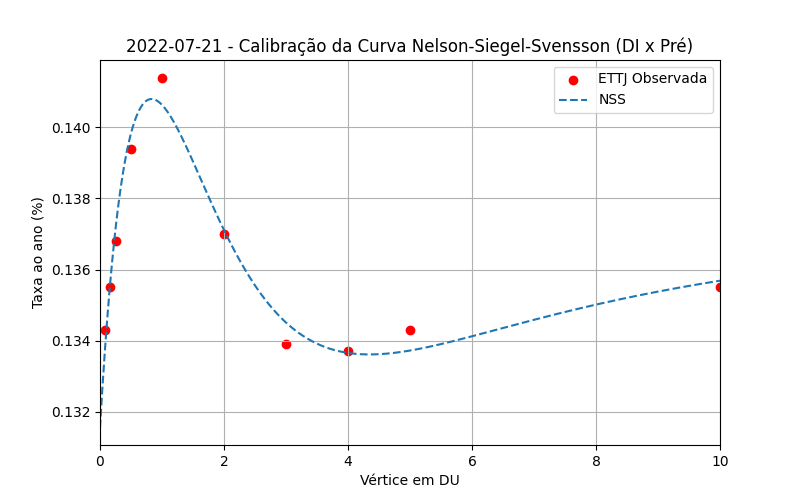 2022-07-21 - Calibração da Curva Nelson-Siegel-Svensson (DI x Pré)
ETTJ Observada
NSS
Taxa ao ano (%)
0.140
0.138
0.136
0.134
0.132
0 2 4 6 8 10
Vértice em DU